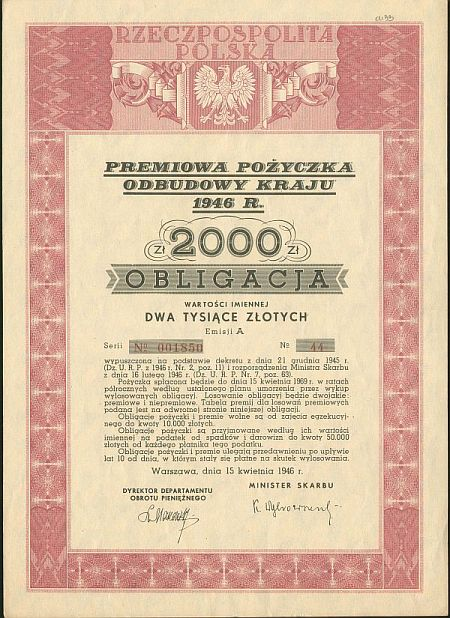 RZECZPOSPOLITA
POLSKA
PREMIOWA POŻYCZKA
ODBUDOWY KRAJU
1946 R.
ZŁ 2000 ZŁ
OBLIGACJA
WARTOŚCI IMIENNEJ
DWA TYSIĄCE ZŁOTYCH
Emisji A
Serii № 001850 № 44
wypuszczona na podstawie dekretu z dnia 21 grudnia 1945 r.
(Dz. U. R. P. z 1946 r. Nr. 2, poz. 11) i rozporządzenia Ministra Skarbu
z dnia 16 lutego 1946 r. (Dz. U. R. P. Nr. 7, poz. 63).
Pożyczka spłacona będzie do dnia 15 kwietnia 1969 r. w ratach
półrocznych według ustalonego planu umorzenia przez wykup
wylosowanych obligacji. Losowanie obligacji będzie dwojakie:
premiowe i niepremiowe. Tabela premii dla losowań premiowych
podana jest na odwrotnej stronie niniejszej obligacji.
Obligacje pożyczki i premie wolne są od zajęcia egzekucyj-
nego do kwoty 10.000 złotych.
Obligacje pożyczki są przyjmowane według ich wartości
imiennej na podatek od spadków i darowizn do kwoty 50.000
złotych od każdego płatnika tego podatku.
Obligacje pożyczki i premie ulegają przedawnieniu po upływie
lat 10 od dnia, w którym stały się płatne na skutek wylosowania.
Warszawa, dnia 15 kwietnia 1946 r.
DYREKTOR DEPARTAMENTU
OBROTU PIENIĘŻNEGO
MINISTER SKARBU